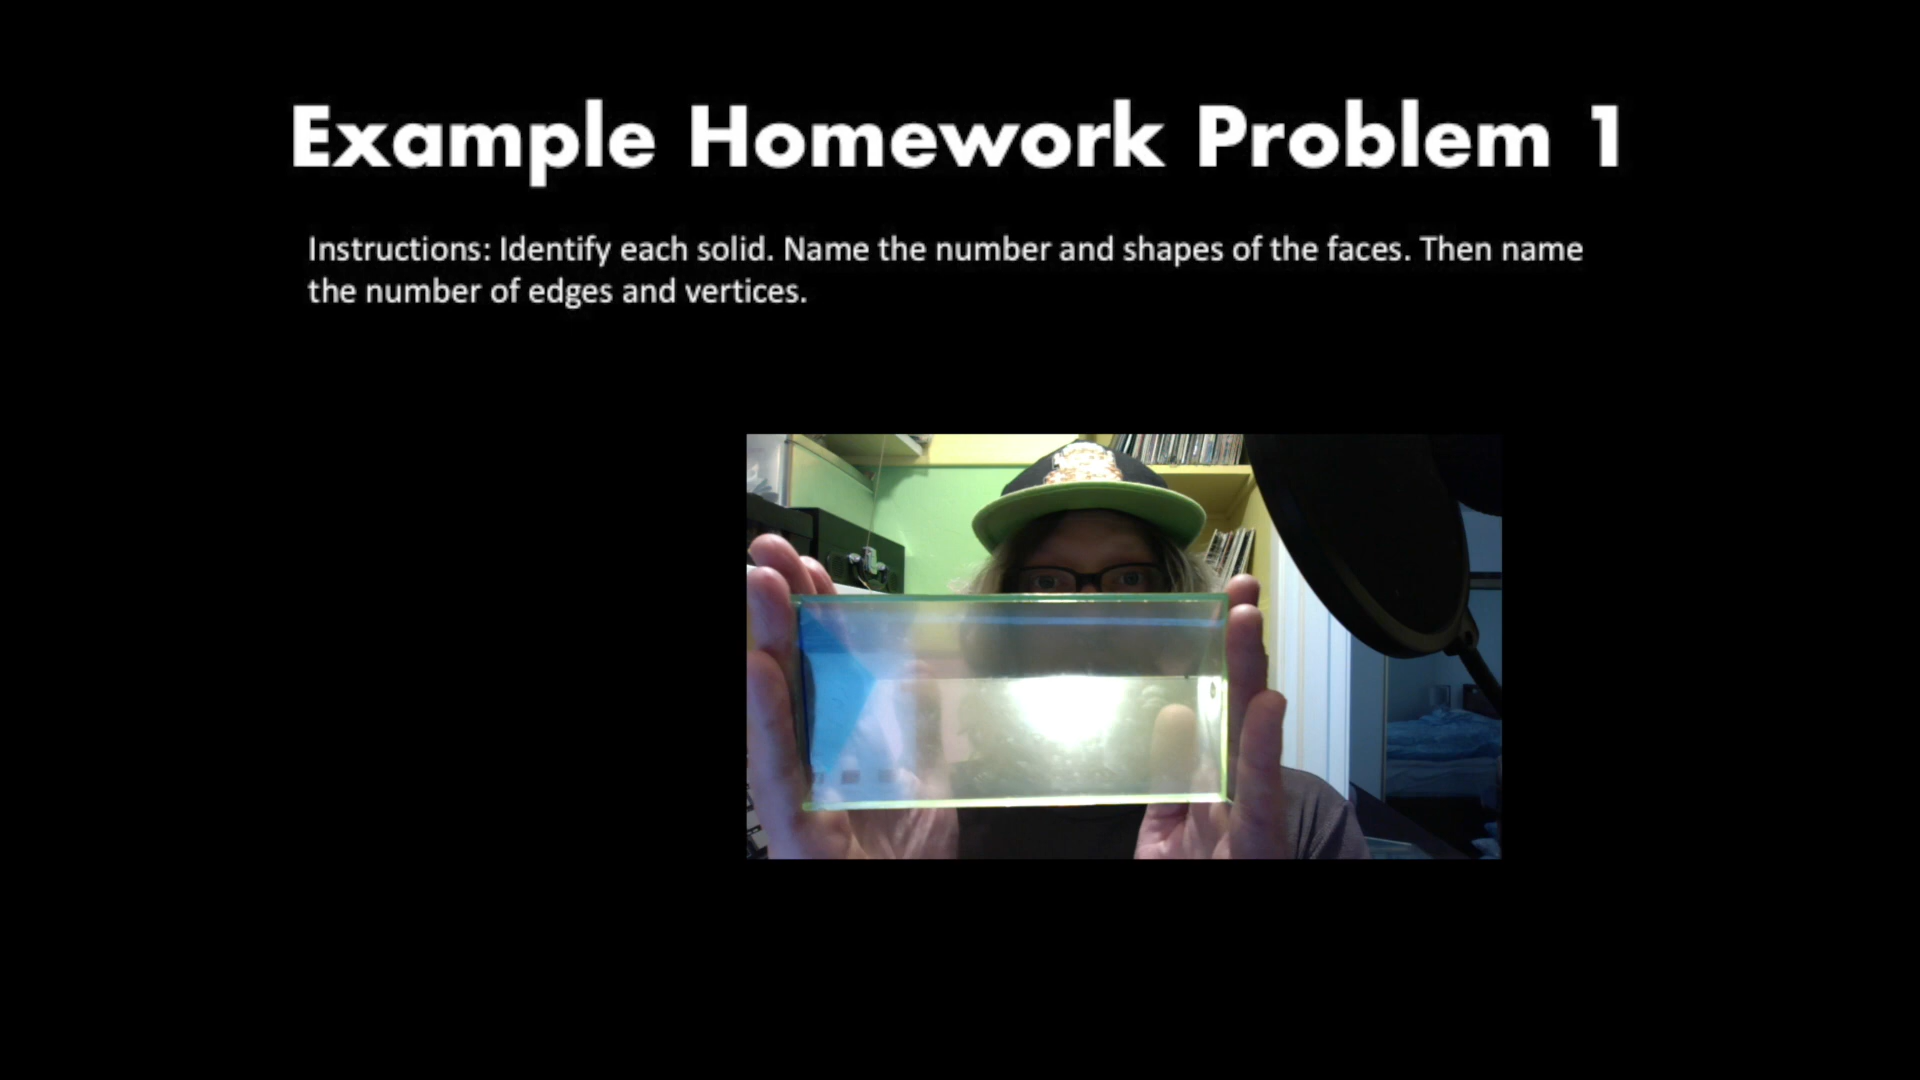 Example Homework Problem 1
Instructions: Identify each solid. Name the number and shapes of the faces. Then name
the number of edges and vertices.